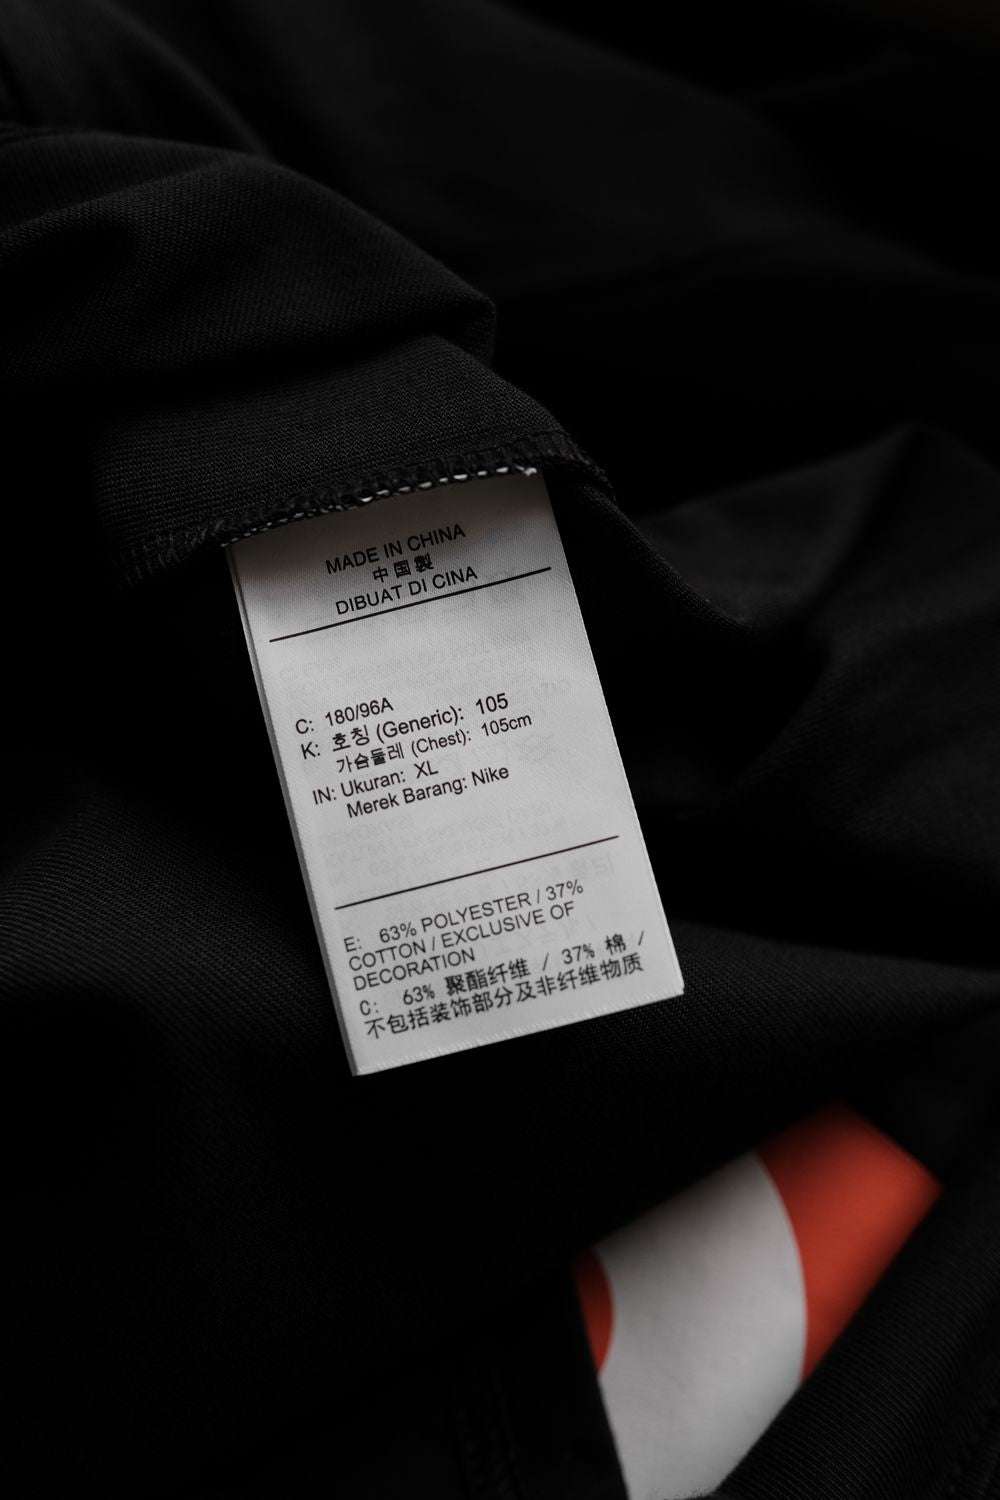 MADE IN CHINA
中国製
DIBUAT DI CINA
C: 180/96A
K: 호칭 (Generic): 105
가슴둘레 (Chest): 105cm
IN: Ukuran: XL
Merek Barang: Nike
E: 63% POLYESTER / 37%
COTTON / EXCLUSIVE OF
DECORATION
C: 63% 聚酯纤维 / 37% 棉 /
不包括装饰部分及非纤维物质